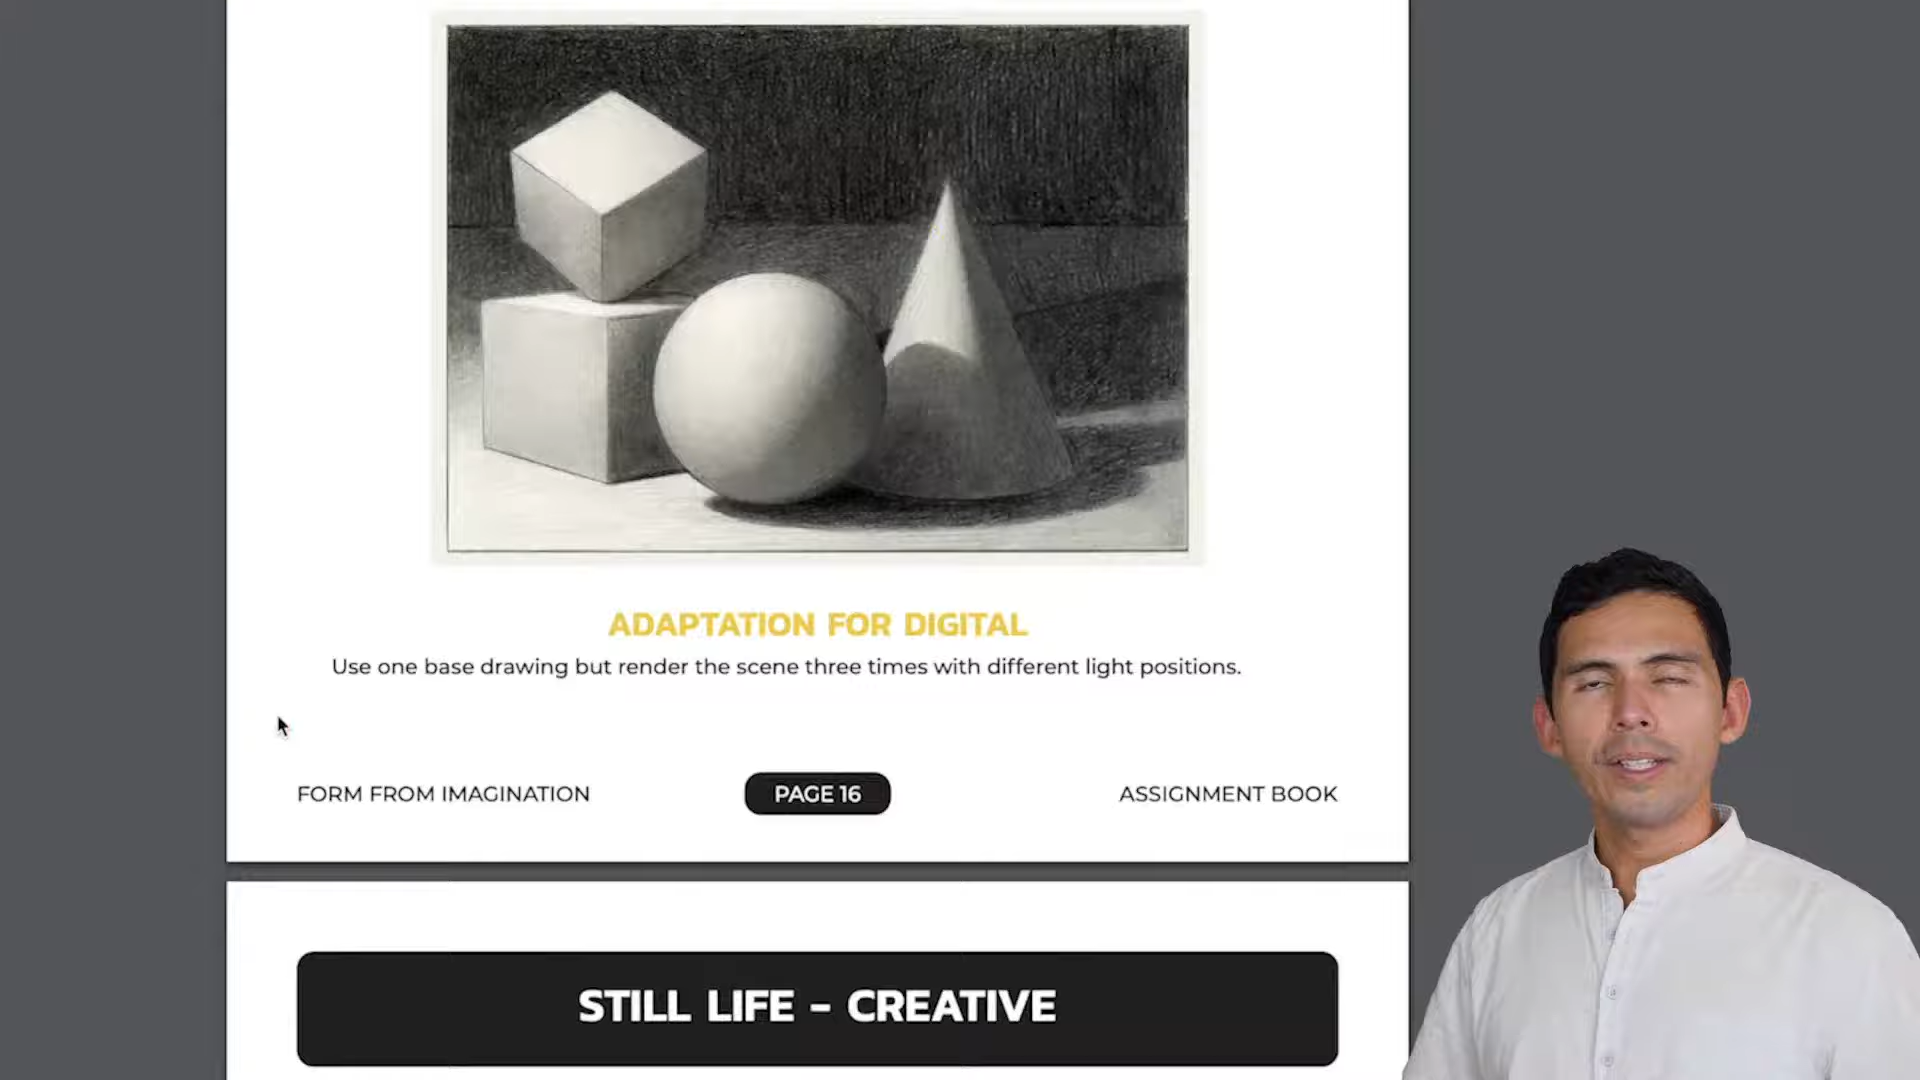 ADAPTATION FOR DIGITAL
Use one base drawing but render the scene three times with different light positions.
FORM FROM IMAGINATION
PAGE 16
ASSIGNMENT BOOK
STILL LIFE - CREATIVE